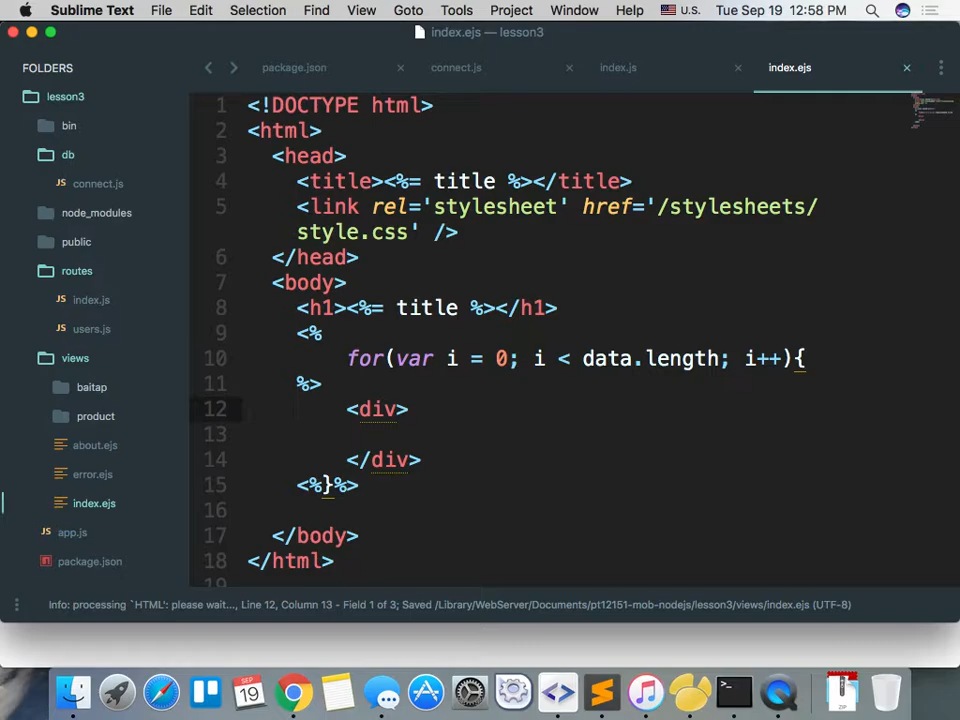 Sublime Text File Edit Selection Find View Goto Tools Project Window Help U.S. Tue Sep 19 12:58 PM
index.ejs — lesson3
FOLDERS
lesson3
bin
db
connect.js
node_modules
public
routes
index.js
users.js
views
baitap
product
about.ejs
error.ejs
index.ejs
app.js
package.json
package.json connect.js index.js index.ejs
1 <!DOCTYPE html>
2 <html>
3 <head>
4 <title><%= title %></title>
5 <link rel='stylesheet' href='/stylesheets/
style.css' />
6 </head>
7 <body>
8 <h1><%= title %></h1>
9 <%
10 for(var i = 0; i < data.length; i++){
11 %>
12 <div>
13
14 </div>
15 <%}%>
16
17 </body>
18 </html>
19
Info: processing `HTML': please wait..., Line 12, Column 13 - Field 1 of 3; Saved /Library/WebServer/Documents/pt12151-mob-nodejs/lesson3/views/index.ejs (UTF-8)
SEP
19
ZIP